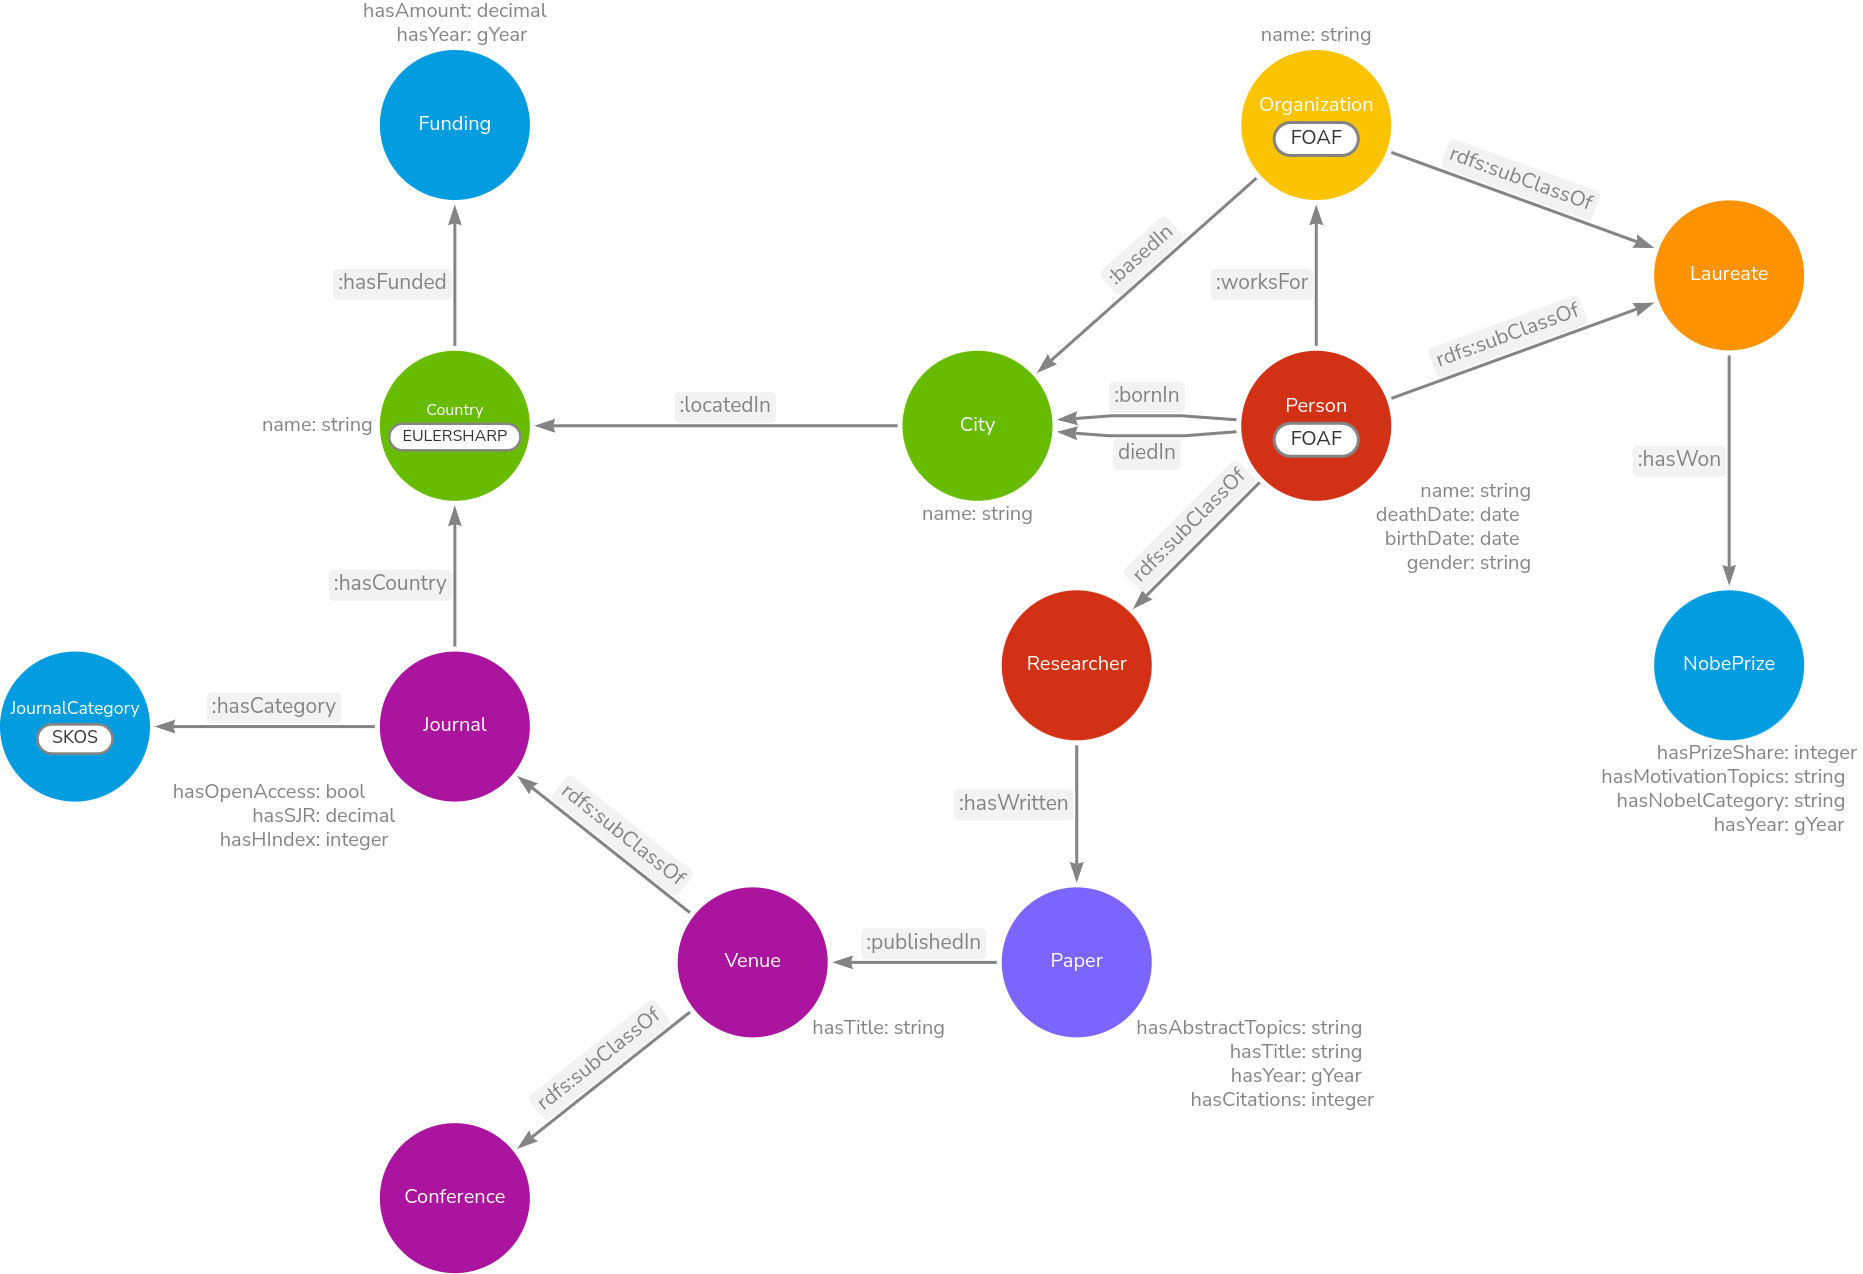 hasAmount: decimal
hasYear: gYear
Funding
name: string
Organization
FOAF
rdfs:subClassOf
:basedIn
:hasFunded
:worksFor
Laureate
rdfs:subClassOf
Country
EULERSHARP
name: string
:locatedIn
City
name: string
:bornIn
diedIn
Person
FOAF
name: string
deathDate: date
birthDate: date
gender: string
:hasWon
rdfs:subClassOf
:hasCountry
Researcher
NobePrize
hasPrizeShare: integer
hasMotivationTopics: string
hasNobelCategory: string
hasYear: gYear
JournalCategory
SKOS
:hasCategory
Journal
hasOpenAccess: bool
hasSJR: decimal
hasHIndex: integer
:hasWritten
rdfs:subClassOf
Venue
:publishedIn
Paper
hasTitle: string
hasAbstractTopics: string
hasTitle: string
hasYear: gYear
hasCitations: integer
rdfs:subClassOf
Conference